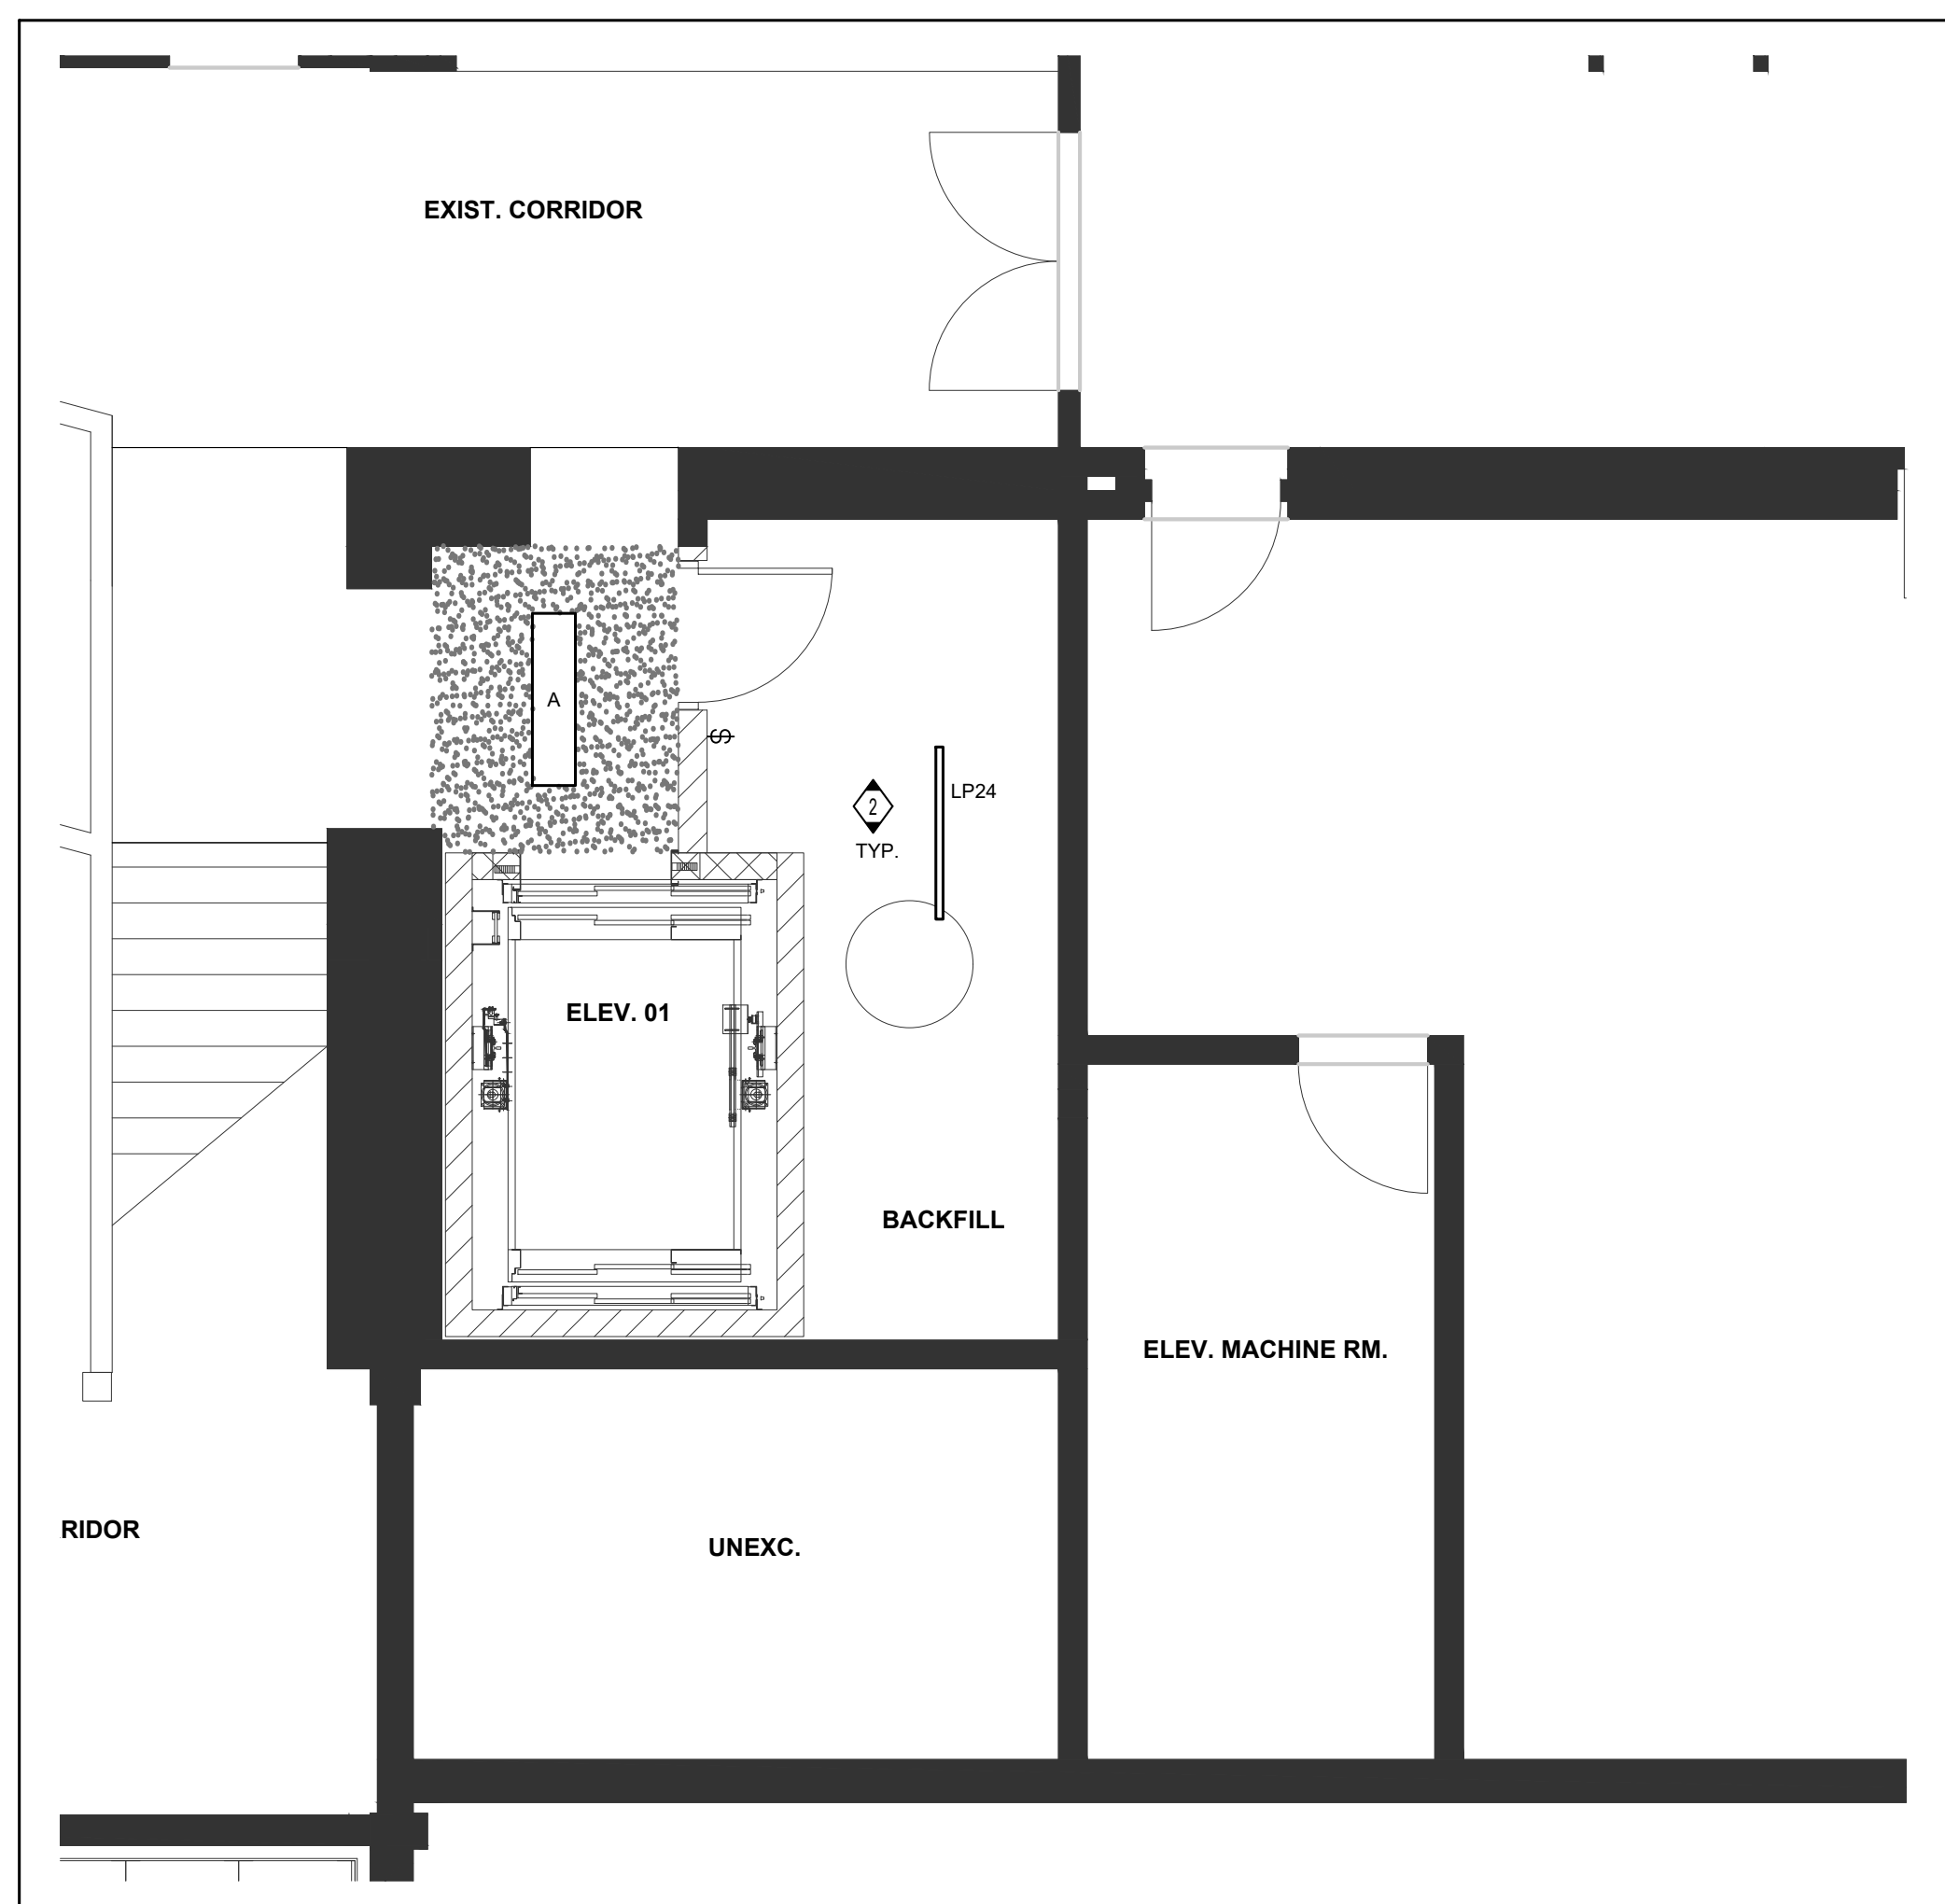 EXIST. CORRIDOR
A
$
LP24
2
TYP.
ELEV. 01
BACKFILL
ELEV. MACHINE RM.
RIDOR
UNEXC.